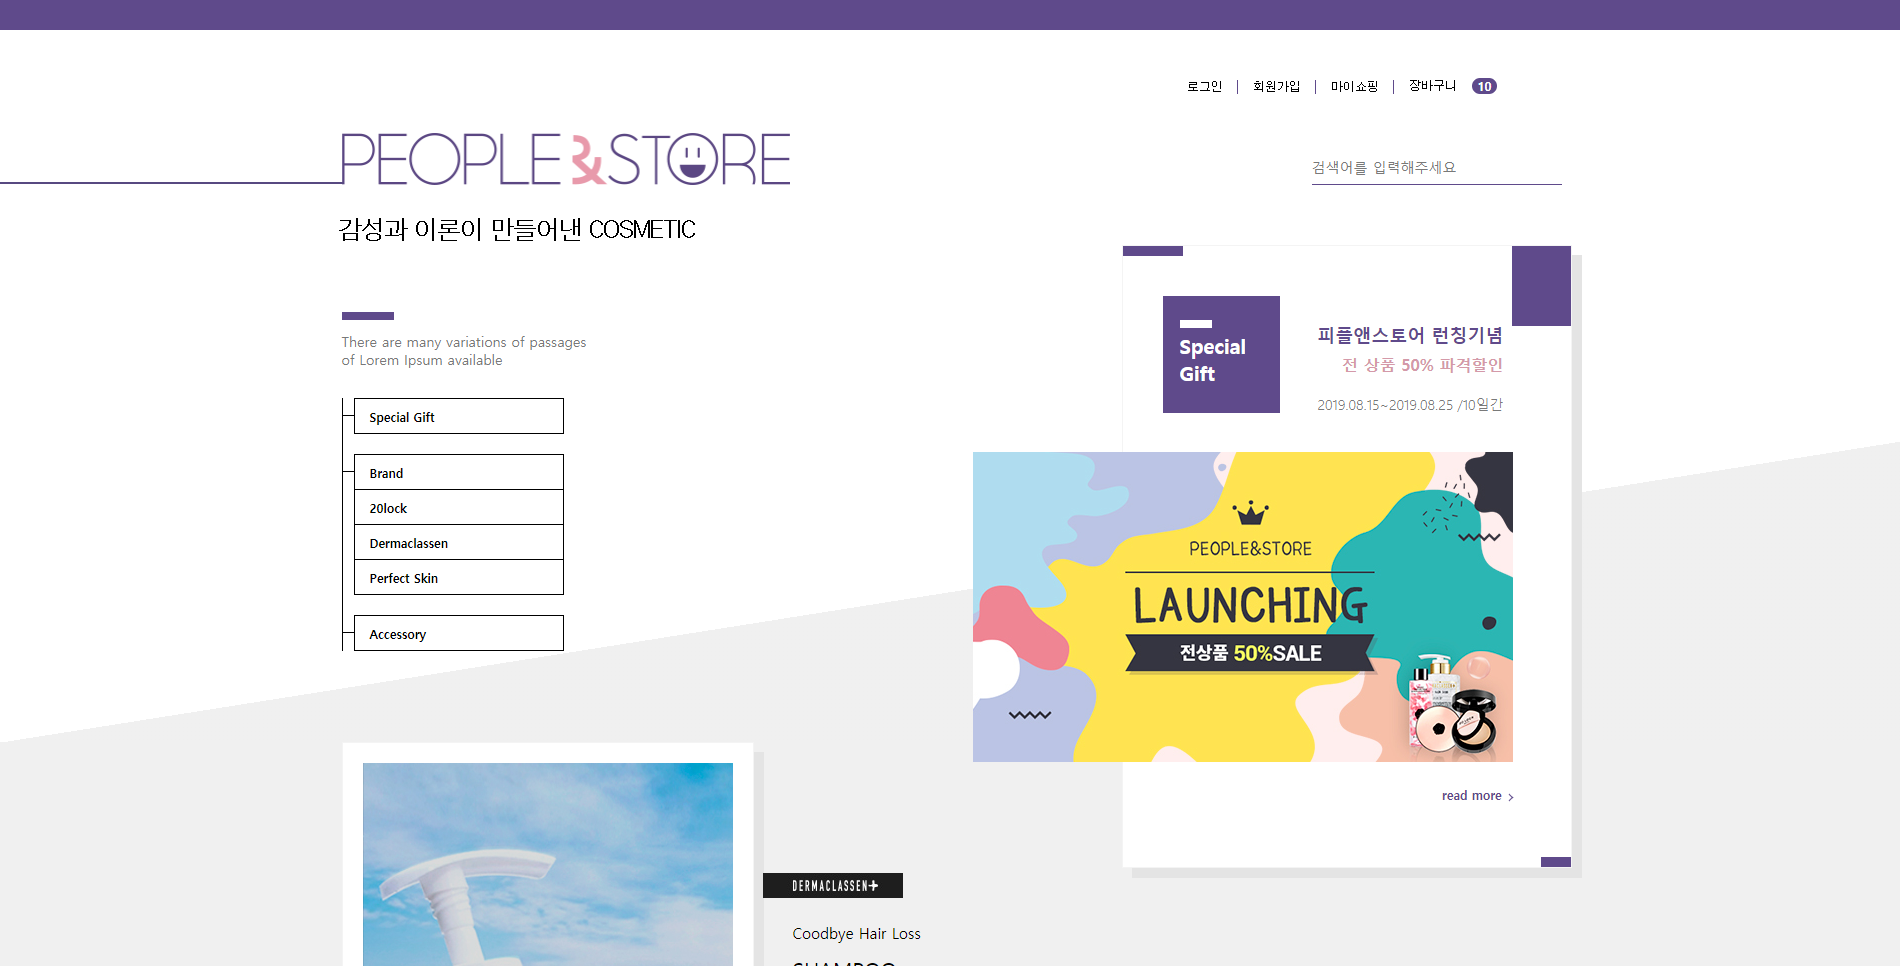 로그인 | 회원가입 | 마이쇼핑 | 장바구니 10
PEOPLE&STORE
검색어를 입력해주세요
감성과 이론이 만들어낸 COSMETIC
There are many variations of passages
of Lorem Ipsum available
Special Gift
Brand
20lock
Dermaclassen
Perfect Skin
Accessory
Special
Gift
피플앤스토어 런칭기념
전 상품 50% 파격할인
2019.08.15~2019.08.25 /10일간
PEOPLE&STORE
LAUNCHING
전상품 50%SALE
read more
DERMACLASSEN+
Coodbye Hair Loss
SHAMPOO